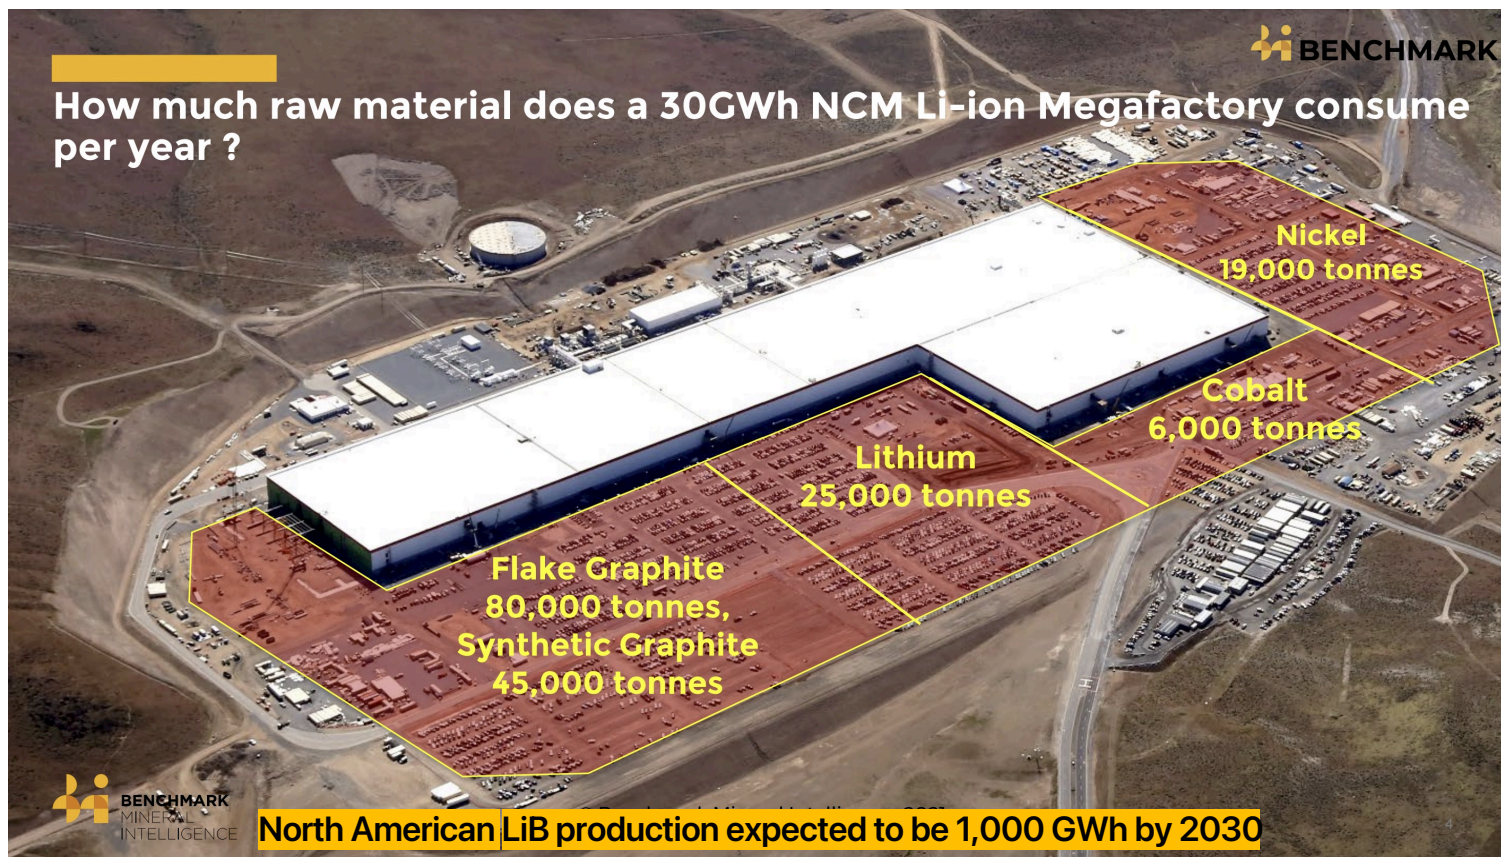 BENCHMARK
How much raw material does a 30GWh NCM Li-ion Megafactory consume
per year ?
Nickel
19,000 tonnes
Cobalt
6,000 tonnes
Lithium
25,000 tonnes
Flake Graphite
80,000 tonnes,
Synthetic Graphite
45,000 tonnes
BENCHMARK
MINERAL
INTELLIGENCE
North American LiB production expected to be 1,000 GWh by 2030
4